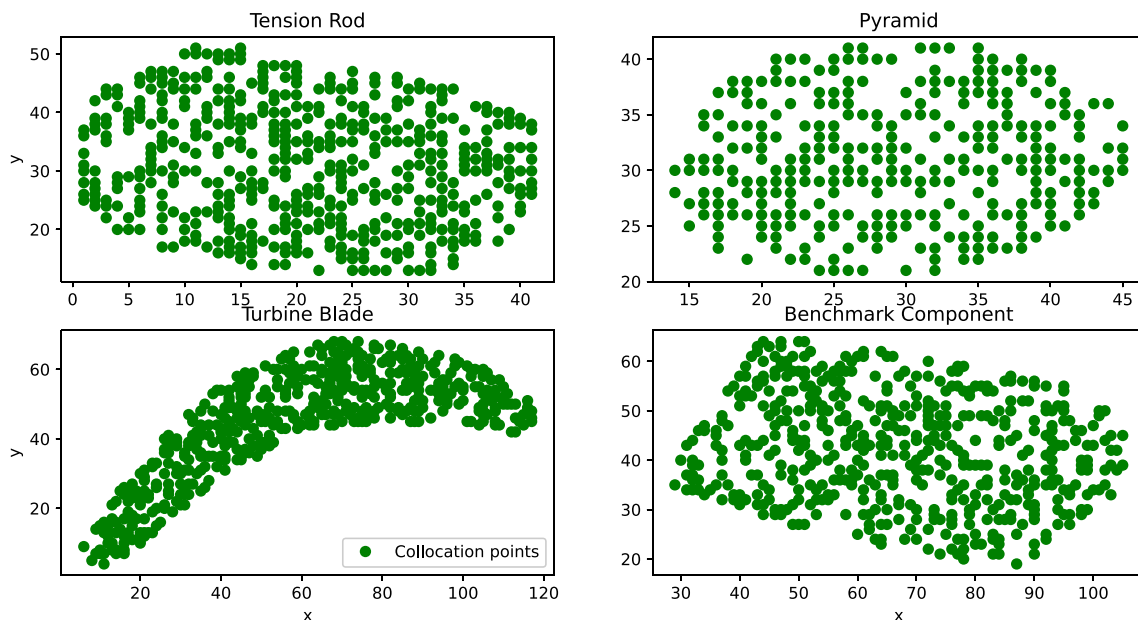 Tension Rod
Pyramid
y
50
40
30
20
0 5 10 15 20 25 30 35 40
40
35
30
25
20
15 20 25 30 35 40 45
Turbine Blade
Benchmark Component
y
60
40
20
20 40 60 80 100 120
x
Collocation points
60
50
40
30
20
30 40 50 60 70 80 90 100
x